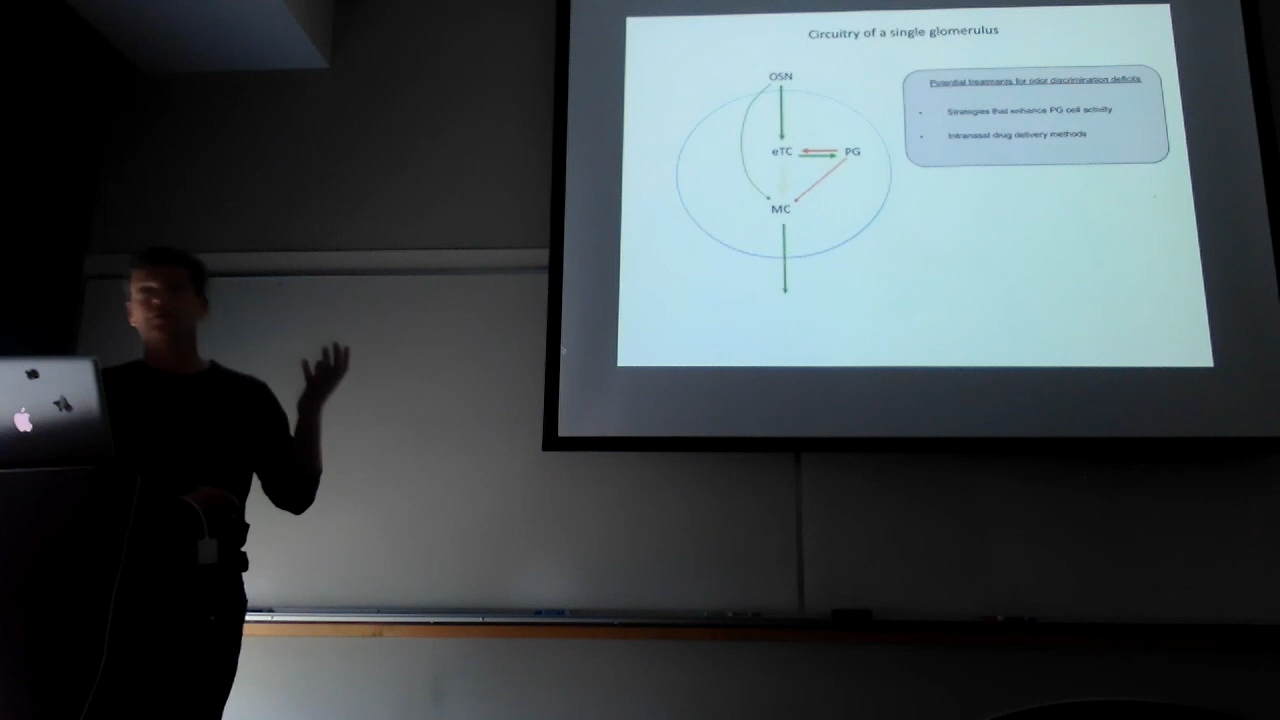 Circuitry of a single glomerulus
OSN
Potential treatments for odor discrimination deficits
• Strategies that enhance PG cell activity
• Intranasal drug delivery methods
eTC
PG
MC